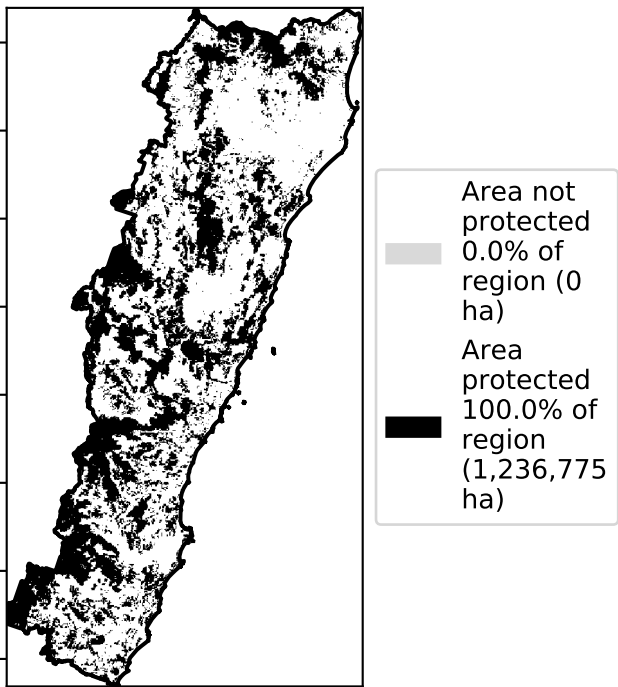 Area not
protected
0.0% of
region (0
ha)
Area
protected
100.0% of
region
(1,236,775
ha)